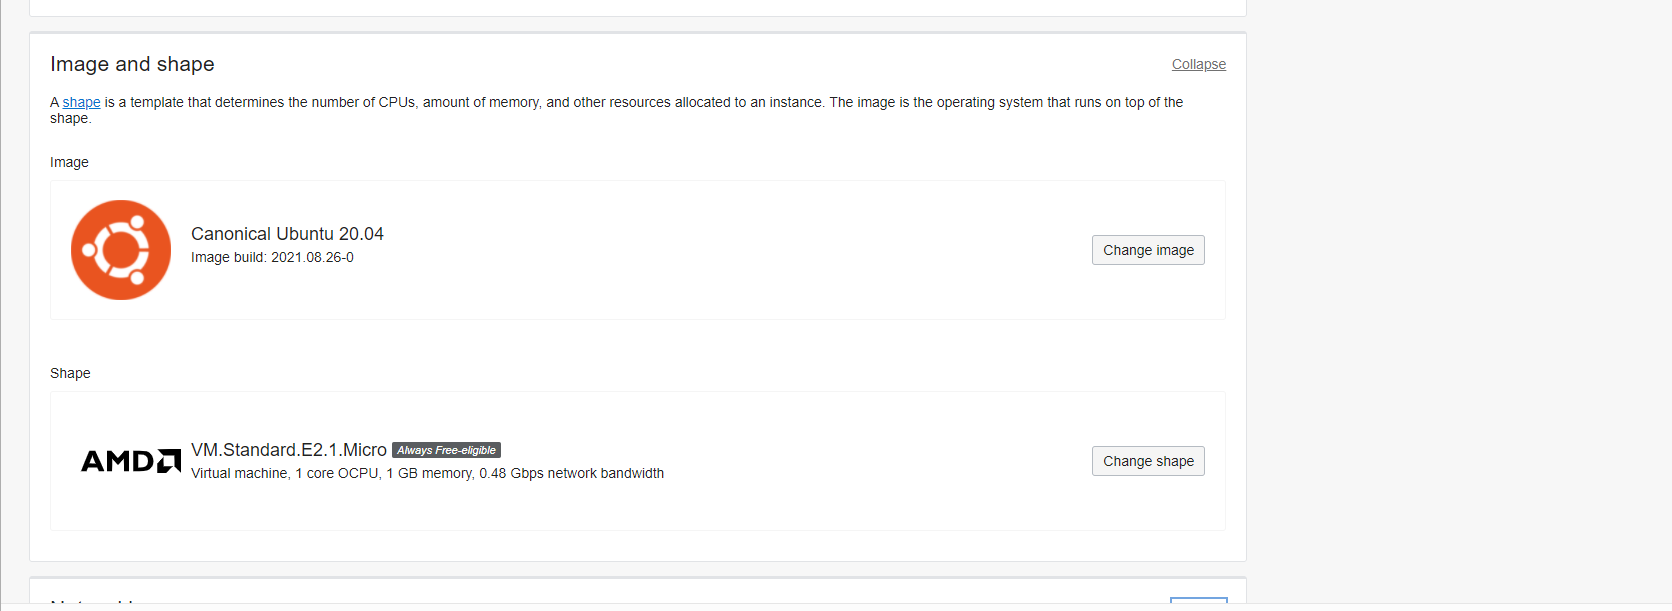 Image and shape
Collapse
A shape is a template that determines the number of CPUs, amount of memory, and other resources allocated to an instance. The image is the operating system that runs on top of the
shape.
Image
Canonical Ubuntu 20.04
Image build: 2021.08.26-0
Change image
Shape
AMD
VM.Standard.E2.1.Micro Always Free-eligible
Virtual machine, 1 core OCPU, 1 GB memory, 0.48 Gbps network bandwidth
Change shape